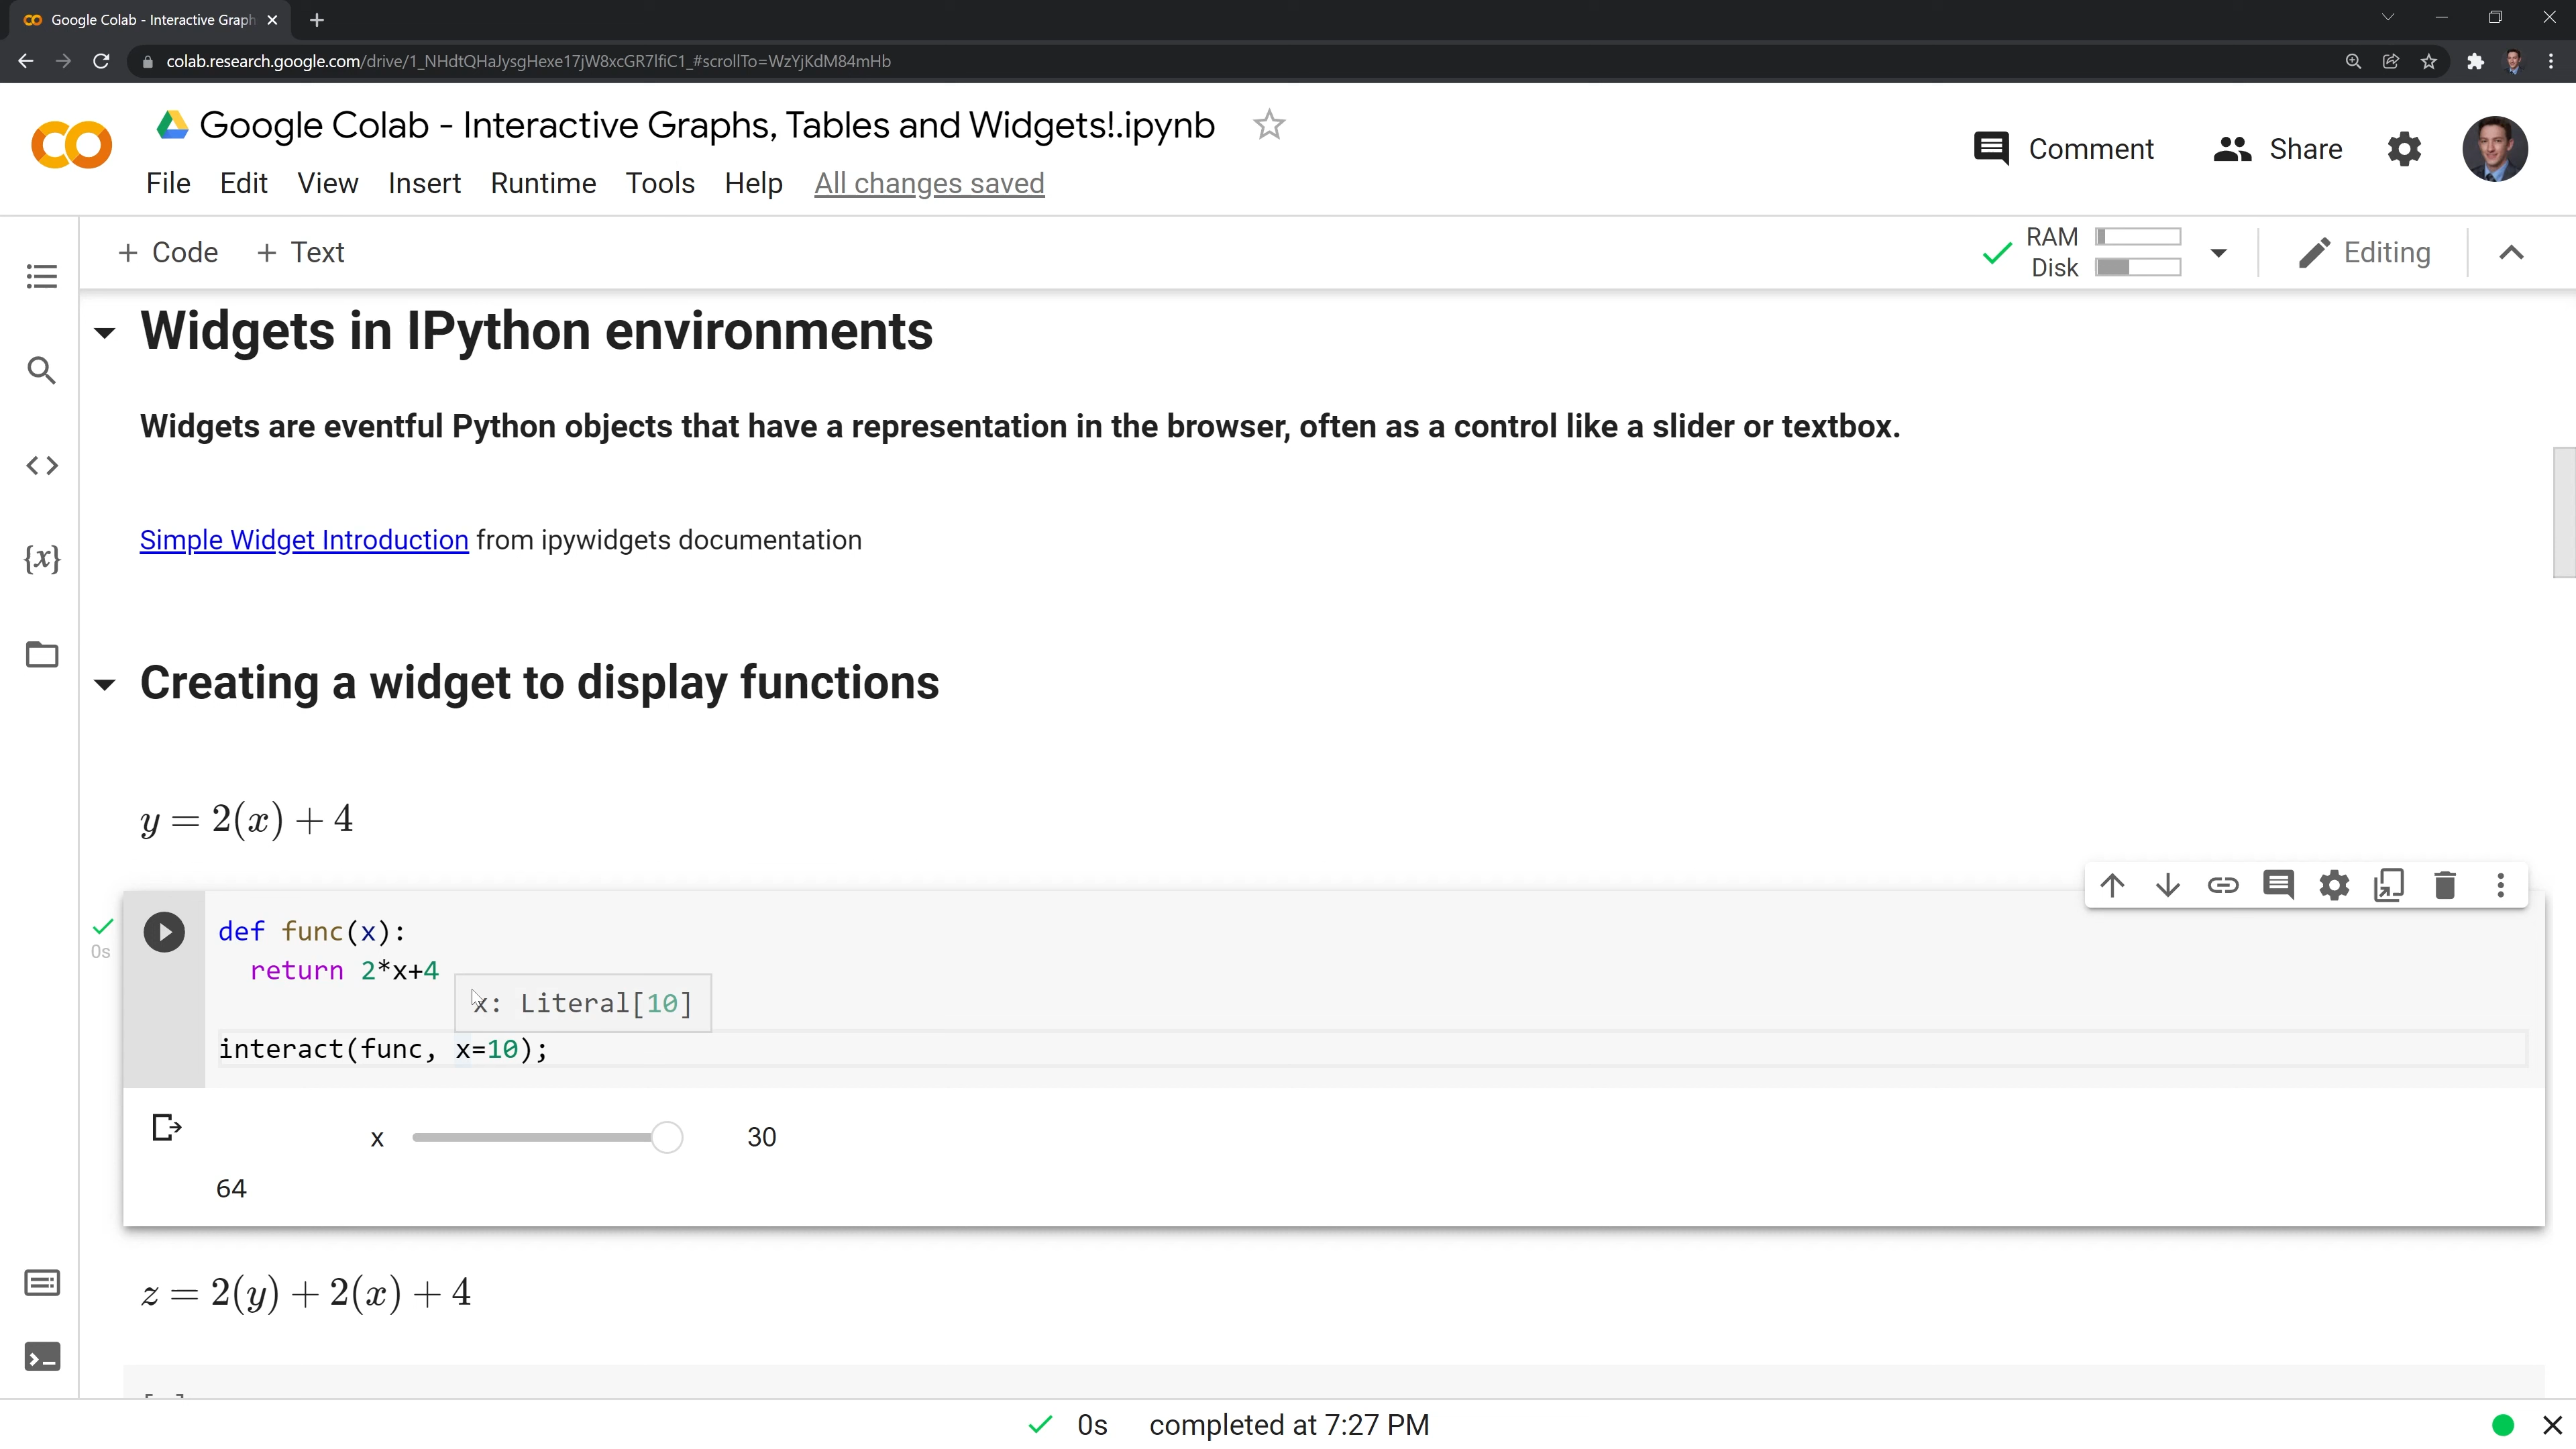 Google Colab - Interactive Graph
colab.research.google.com/drive/1_NHdtQHaJysgHexe17jW8xcGR7lfiC1_#scrollTo=WzYjKdM84mHb
Google Colab - Interactive Graphs, Tables and Widgets!.ipynb
Comment Share
File Edit View Insert Runtime Tools Help All changes saved
+ Code + Text
RAM
Disk
Editing
Widgets in IPython environments
Widgets are eventful Python objects that have a representation in the browser, often as a control like a slider or textbox.
Simple Widget Introduction from ipywidgets documentation
{x}
Creating a widget to display functions
y = 2(x) + 4
0s
def func(x):
return 2*x+4
x: Literal[10]
interact(func, x=10);
x 30
64
z = 2(y) + 2(x) + 4
0s completed at 7:27 PM